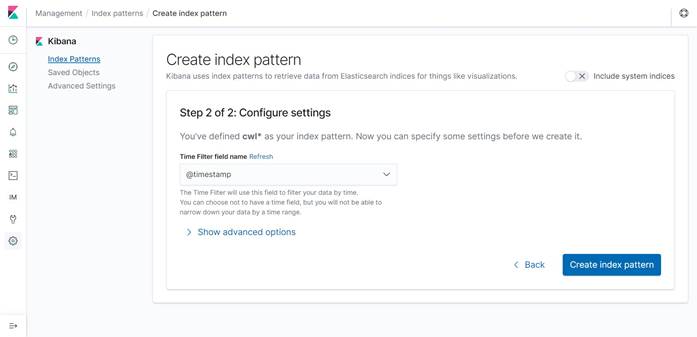 Management / Index patterns / Create index pattern
Kibana
Index Patterns
Saved Objects
Advanced Settings
Create index pattern
Kibana uses index patterns to retrieve data from Elasticsearch indices for things like visualizations.
Include system indices
Step 2 of 2: Configure settings
You've defined cwl* as your index pattern. Now you can specify some settings before we create it.
Time Filter field name Refresh
@timestamp
The Time Filter will use this field to filter your data by time.
You can choose not to have a time field, but you will not be able to
narrow down your data by a time range.
Show advanced options
Back
Create index pattern
IM